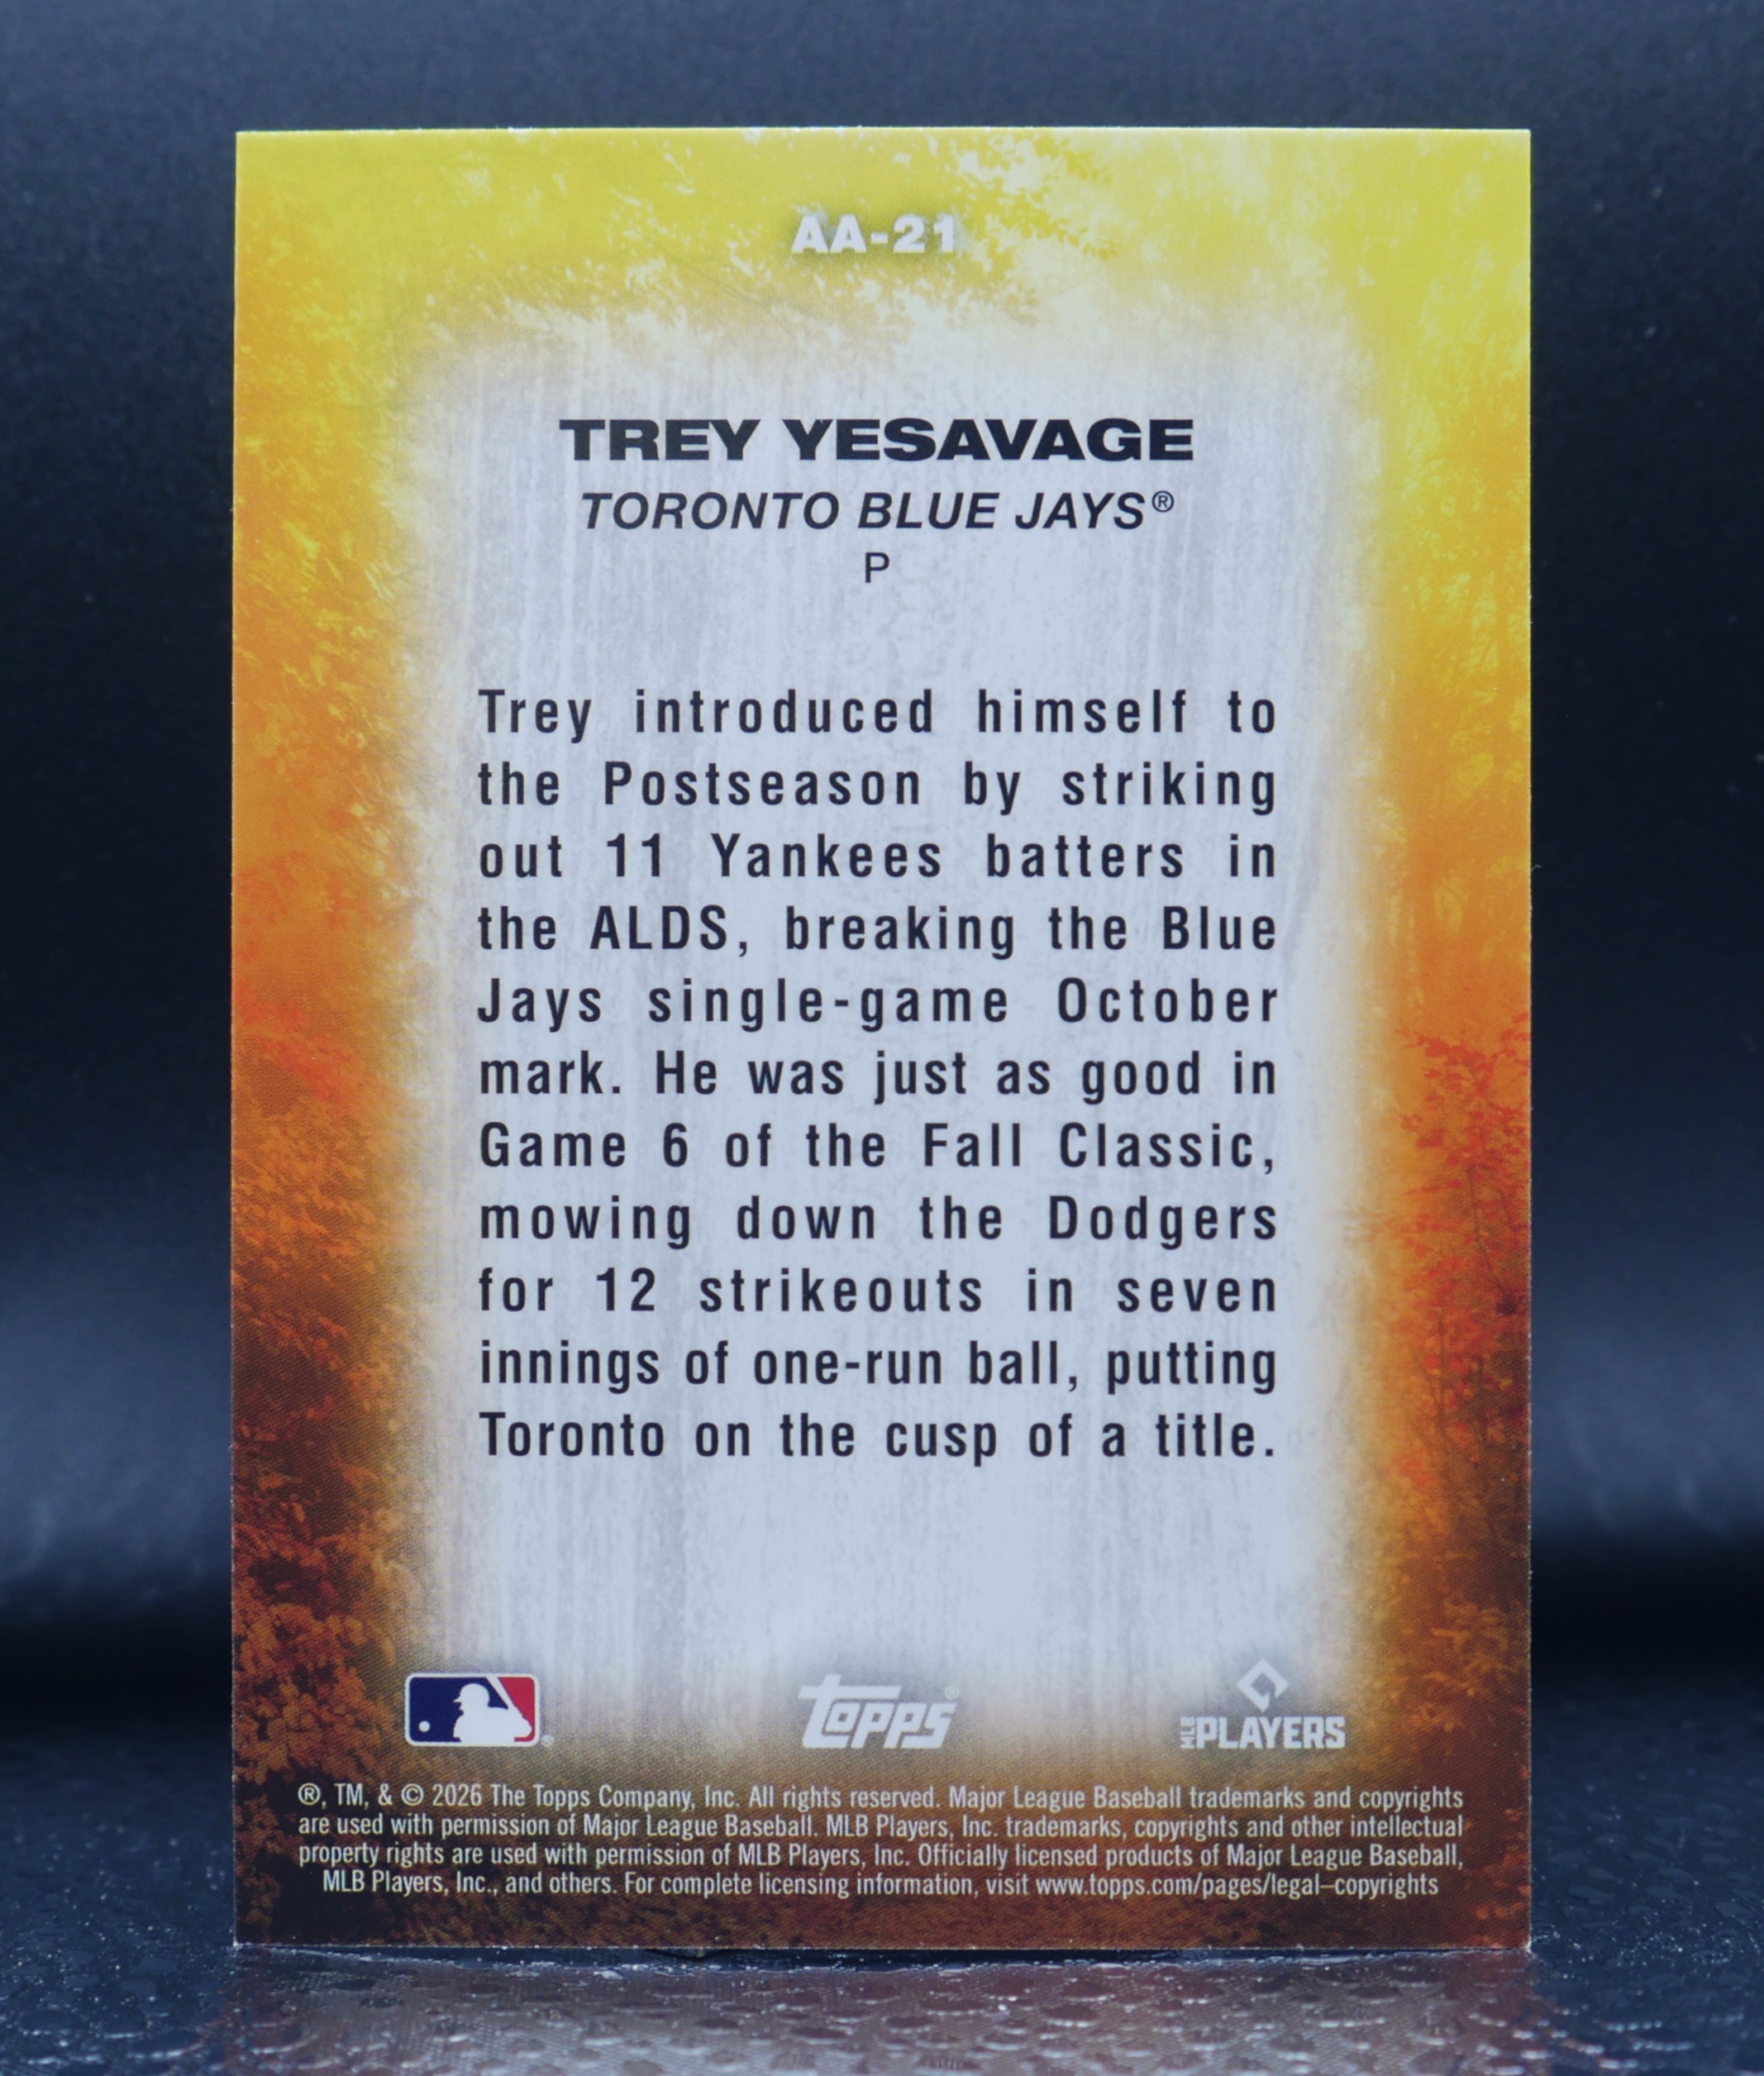 AA-21
TREY YESAVAGE
TORONTO BLUE JAYS®
P
Trey introduced himself to
the Postseason by striking
out 11 Yankees batters in
the ALDS, breaking the Blue
Jays single-game October
mark. He was just as good in
Game 6 of the Fall Classic,
mowing down the Dodgers
for 12 strikeouts in seven
innings of one-run ball, putting
Toronto on the cusp of a title.
® topps® MLB PLAYERS
®, TM, & © 2026 The Topps Company, Inc. All rights reserved. Major League Baseball trademarks and copyrights
are used with permission of Major League Baseball. MLB Players, Inc. trademarks, copyrights and other intellectual
property rights are used with permission of MLB Players, Inc. Officially licensed products of Major League Baseball,
MLB Players, Inc., and others. For complete licensing information, visit www.topps.com/pages/legal–copyrights